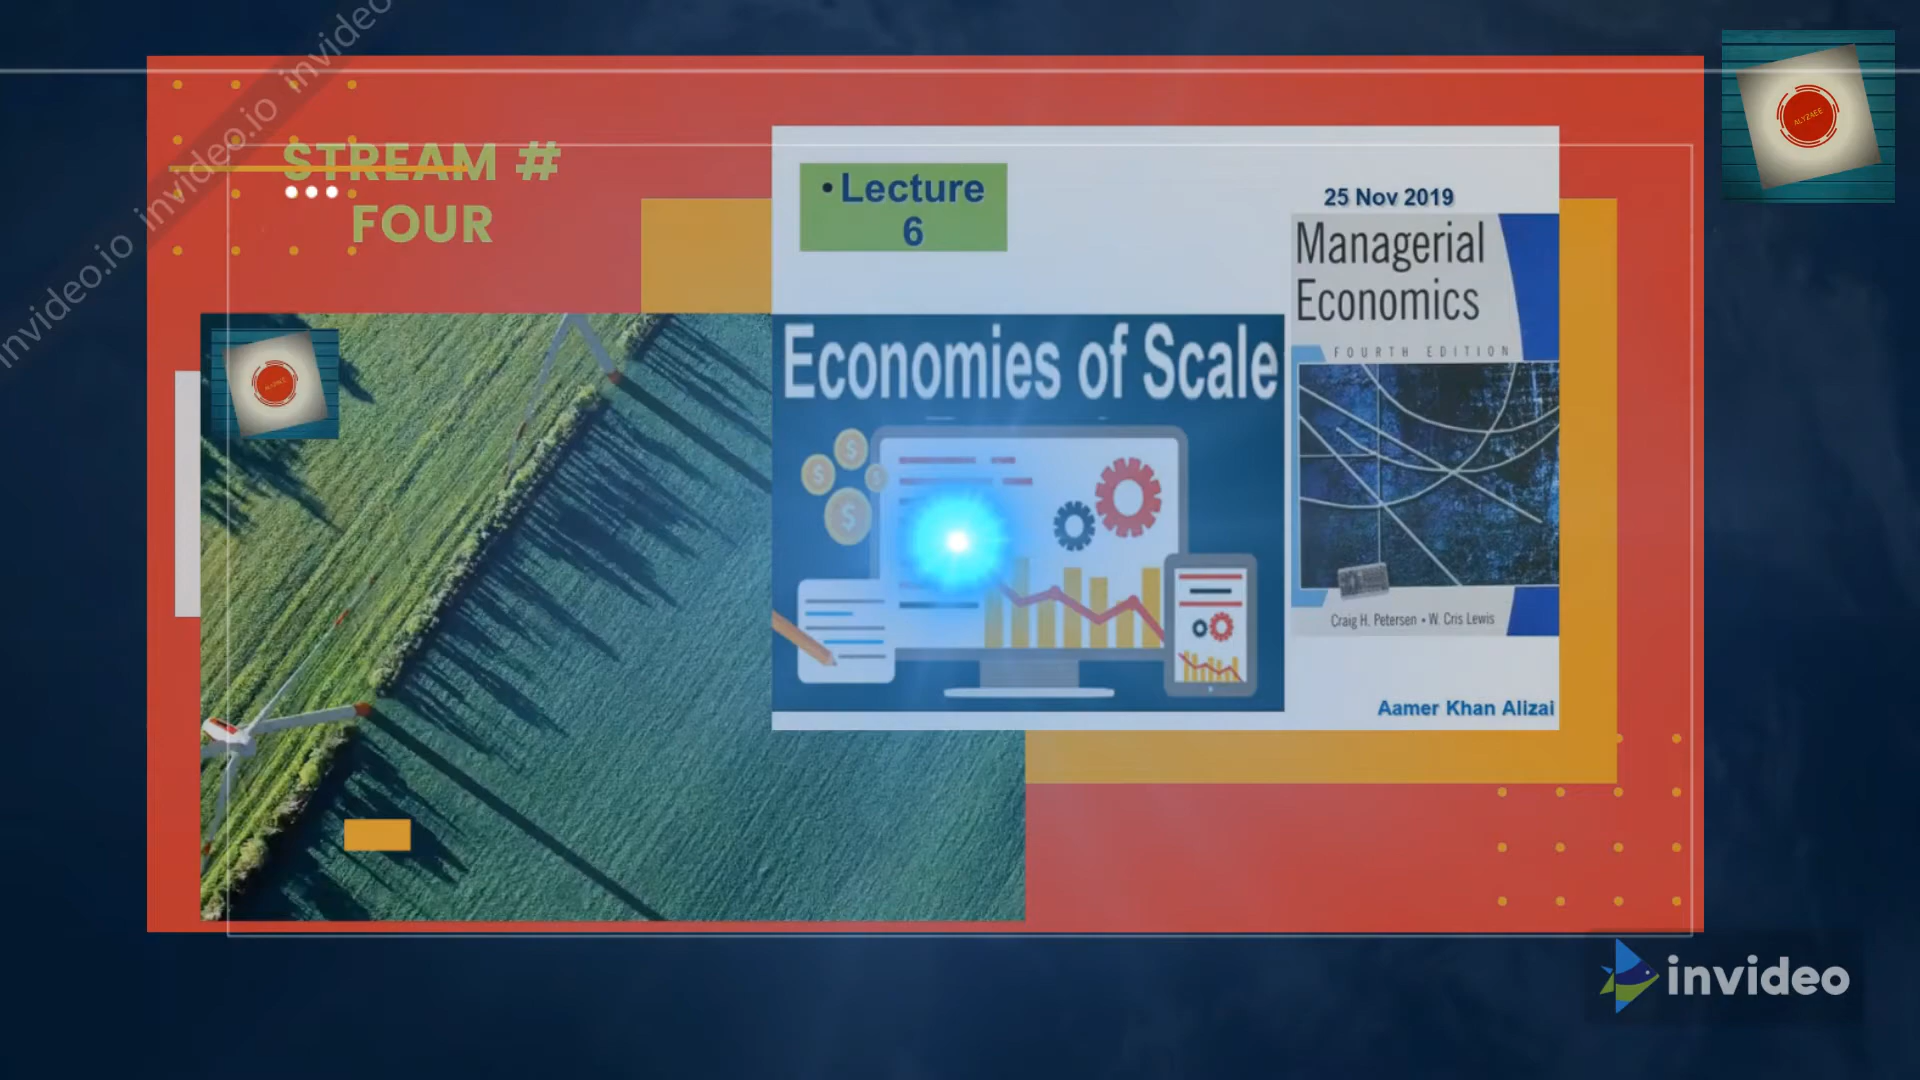 invideo.io invideo.io invideo
STREAM #
FOUR
• Lecture
6
25 Nov 2019
Managerial
Economics
FOURTH EDITION
Economies of Scale
Craig H. Petersen • W. Cris Lewis
Aamer Khan Alizai
ALYZAEE
invideo